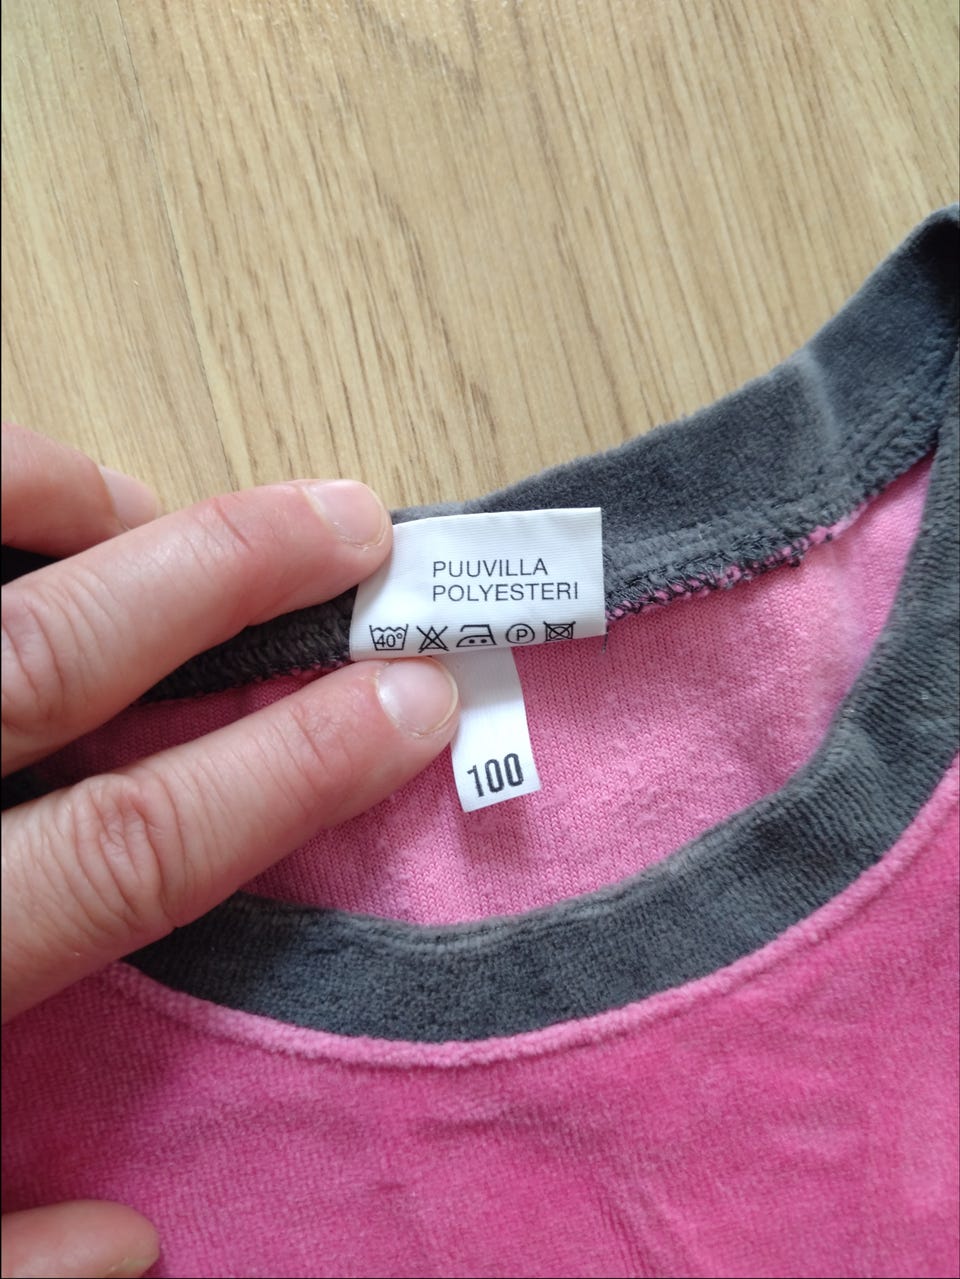 PUUVILLA
POLYESTERI
40° P
100